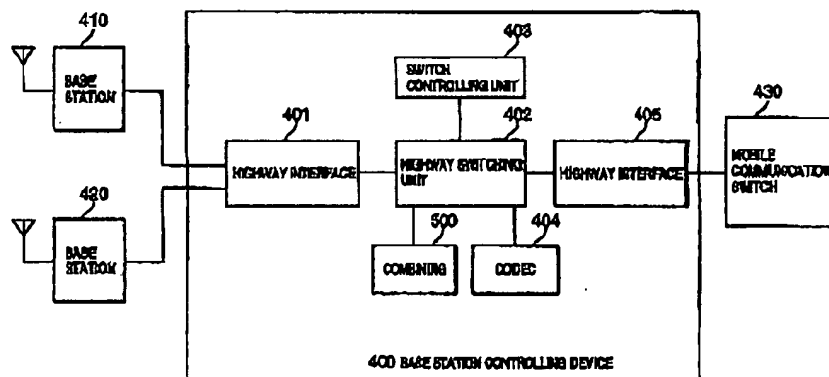 410
BASE
STATION
403
SWITCH
CONTROLLING UNIT
401
HIGHWAY INTERFACE
402
HIGHWAY SWITCHING
UNIT
405
HIGHWAY INTERFACE
430
MOBILE
COMMUNICATION
SWITCH
420
BASE
STATION
500
COMBINING
404
CODEC
400 BASE STATION CONTROLLING DEVICE